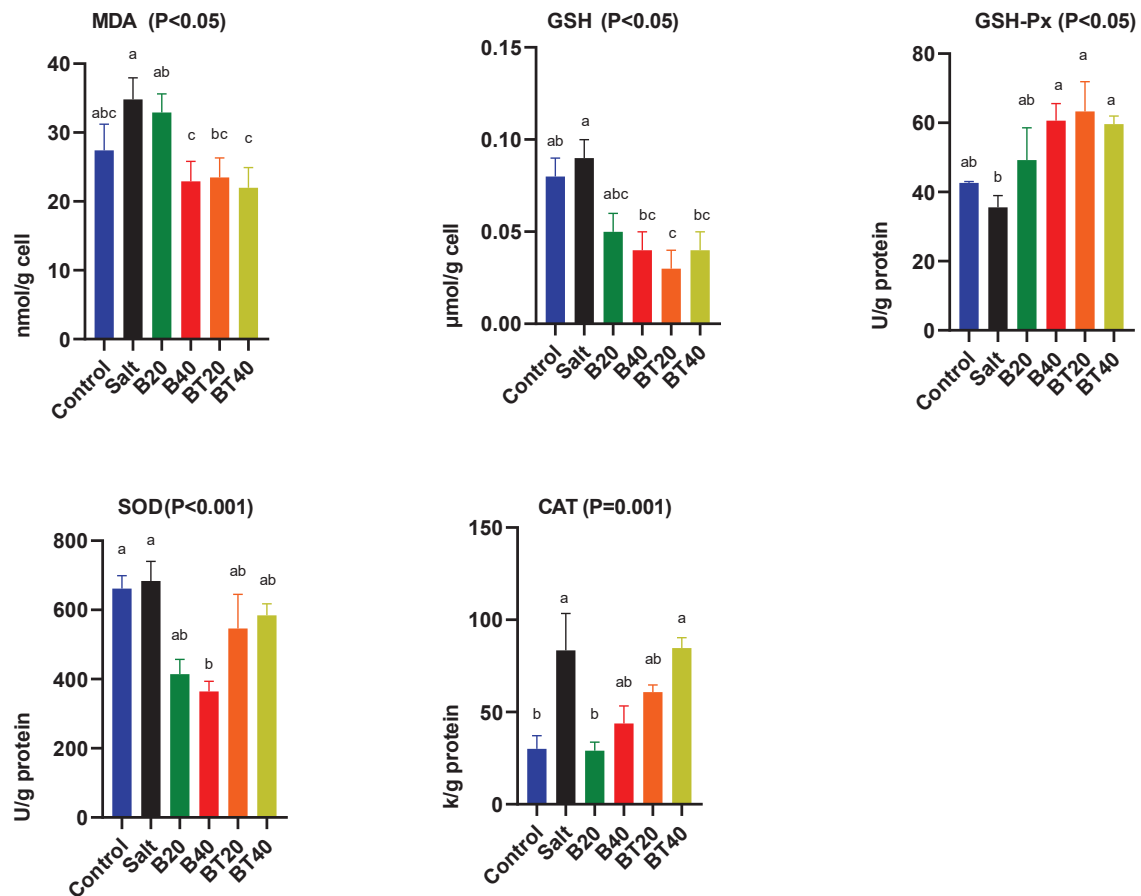 MDA (P<0.05)
nmol/g cell
40
30
20
10
0
abc
a
ab
c
bc
c
Control
Salt
B20
B40
BT20
BT40
GSH (P<0.05)
µmol/g cell
0.15
0.10
0.05
0.00
ab
a
abc
bc
c
bc
Control
Salt
B20
B40
BT20
BT40
GSH-Px (P<0.05)
U/g protein
80
60
40
20
0
ab
b
ab
a
a
a
Control
Salt
B20
B40
BT20
BT40
SOD(P<0.001)
U/g protein
800
600
400
200
0
a
a
ab
b
ab
ab
Control
Salt
B20
B40
BT20
BT40
CAT (P=0.001)
k/g protein
150
100
50
0
b
a
b
ab
ab
a
Control
Salt
B20
B40
BT20
BT40